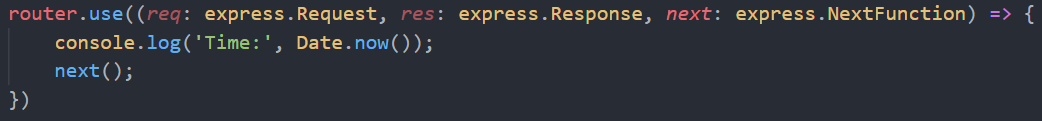 router.use((req: express.Request, res: express.Response, next: express.NextFunction) => {
    console.log('Time:', Date.now());
    next();
})